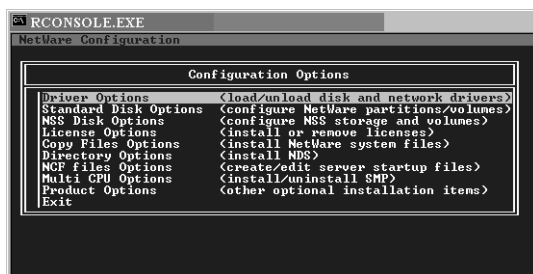 RCONSOLE.EXE
NetWare Configuration
Configuration Options
Driver Options (load/unload disk and network drivers)
Standard Disk Options (configure NetWare partitions/volumes)
NSS Disk Options (configure NSS storage and volumes)
License Options (install or remove licenses)
Copy Files Options (install NetWare system files)
Directory Options (install NDS)
NCF files Options (create/edit server startup files)
Multi CPU Options (install/uninstall SMP)
Product Options (other optional installation items)
Exit